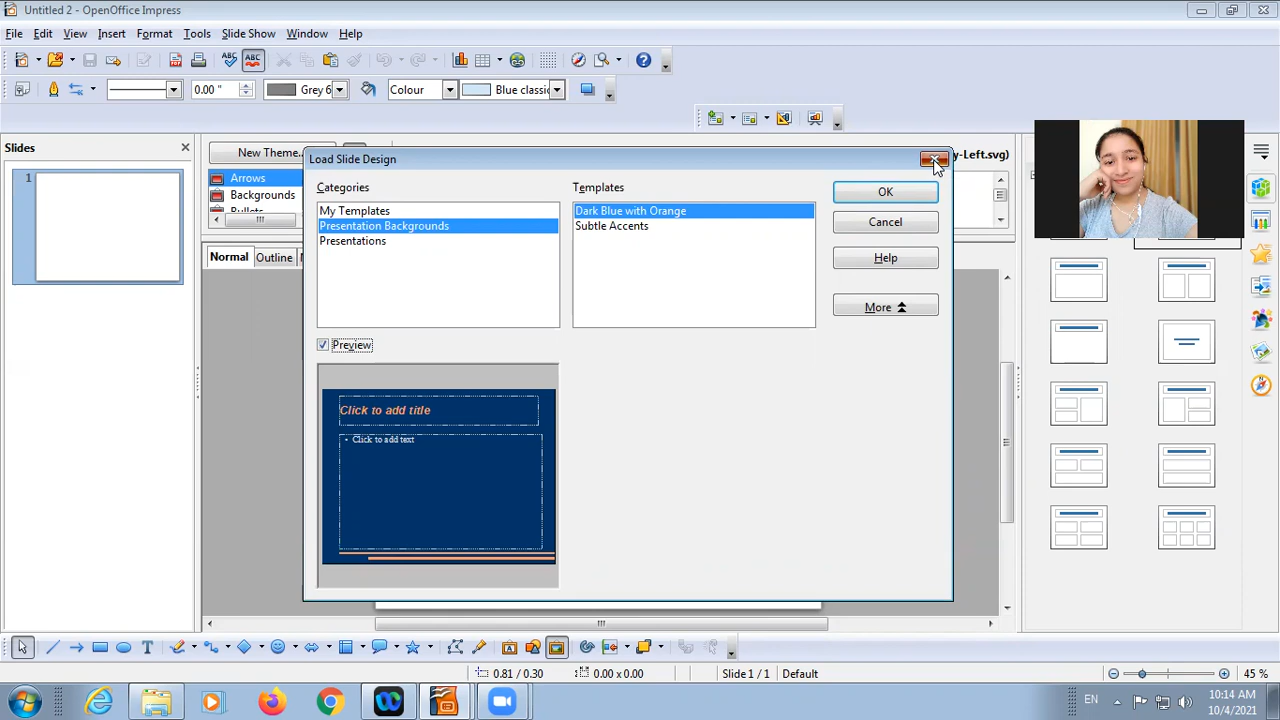 Untitled 2 - OpenOffice Impress
File Edit View Insert Format Tools Slide Show Window Help
ABC ABC
0.00 " Grey 6 Colour Blue classic
Slides
New Theme...
y-Left.svg)
Load Slide Design
Arrows
Backgrounds
Bullets
Categories
Templates
My Templates
Presentation Backgrounds
Presentations
Dark Blue with Orange
Subtle Accents
OK
Cancel
Help
More
Preview
Click to add title
• Click to add text
1
Normal Outline
0.81 / 0.30 0.00 x 0.00 Slide 1 / 1 Default 45 %
EN
10:14 AM
10/4/2021